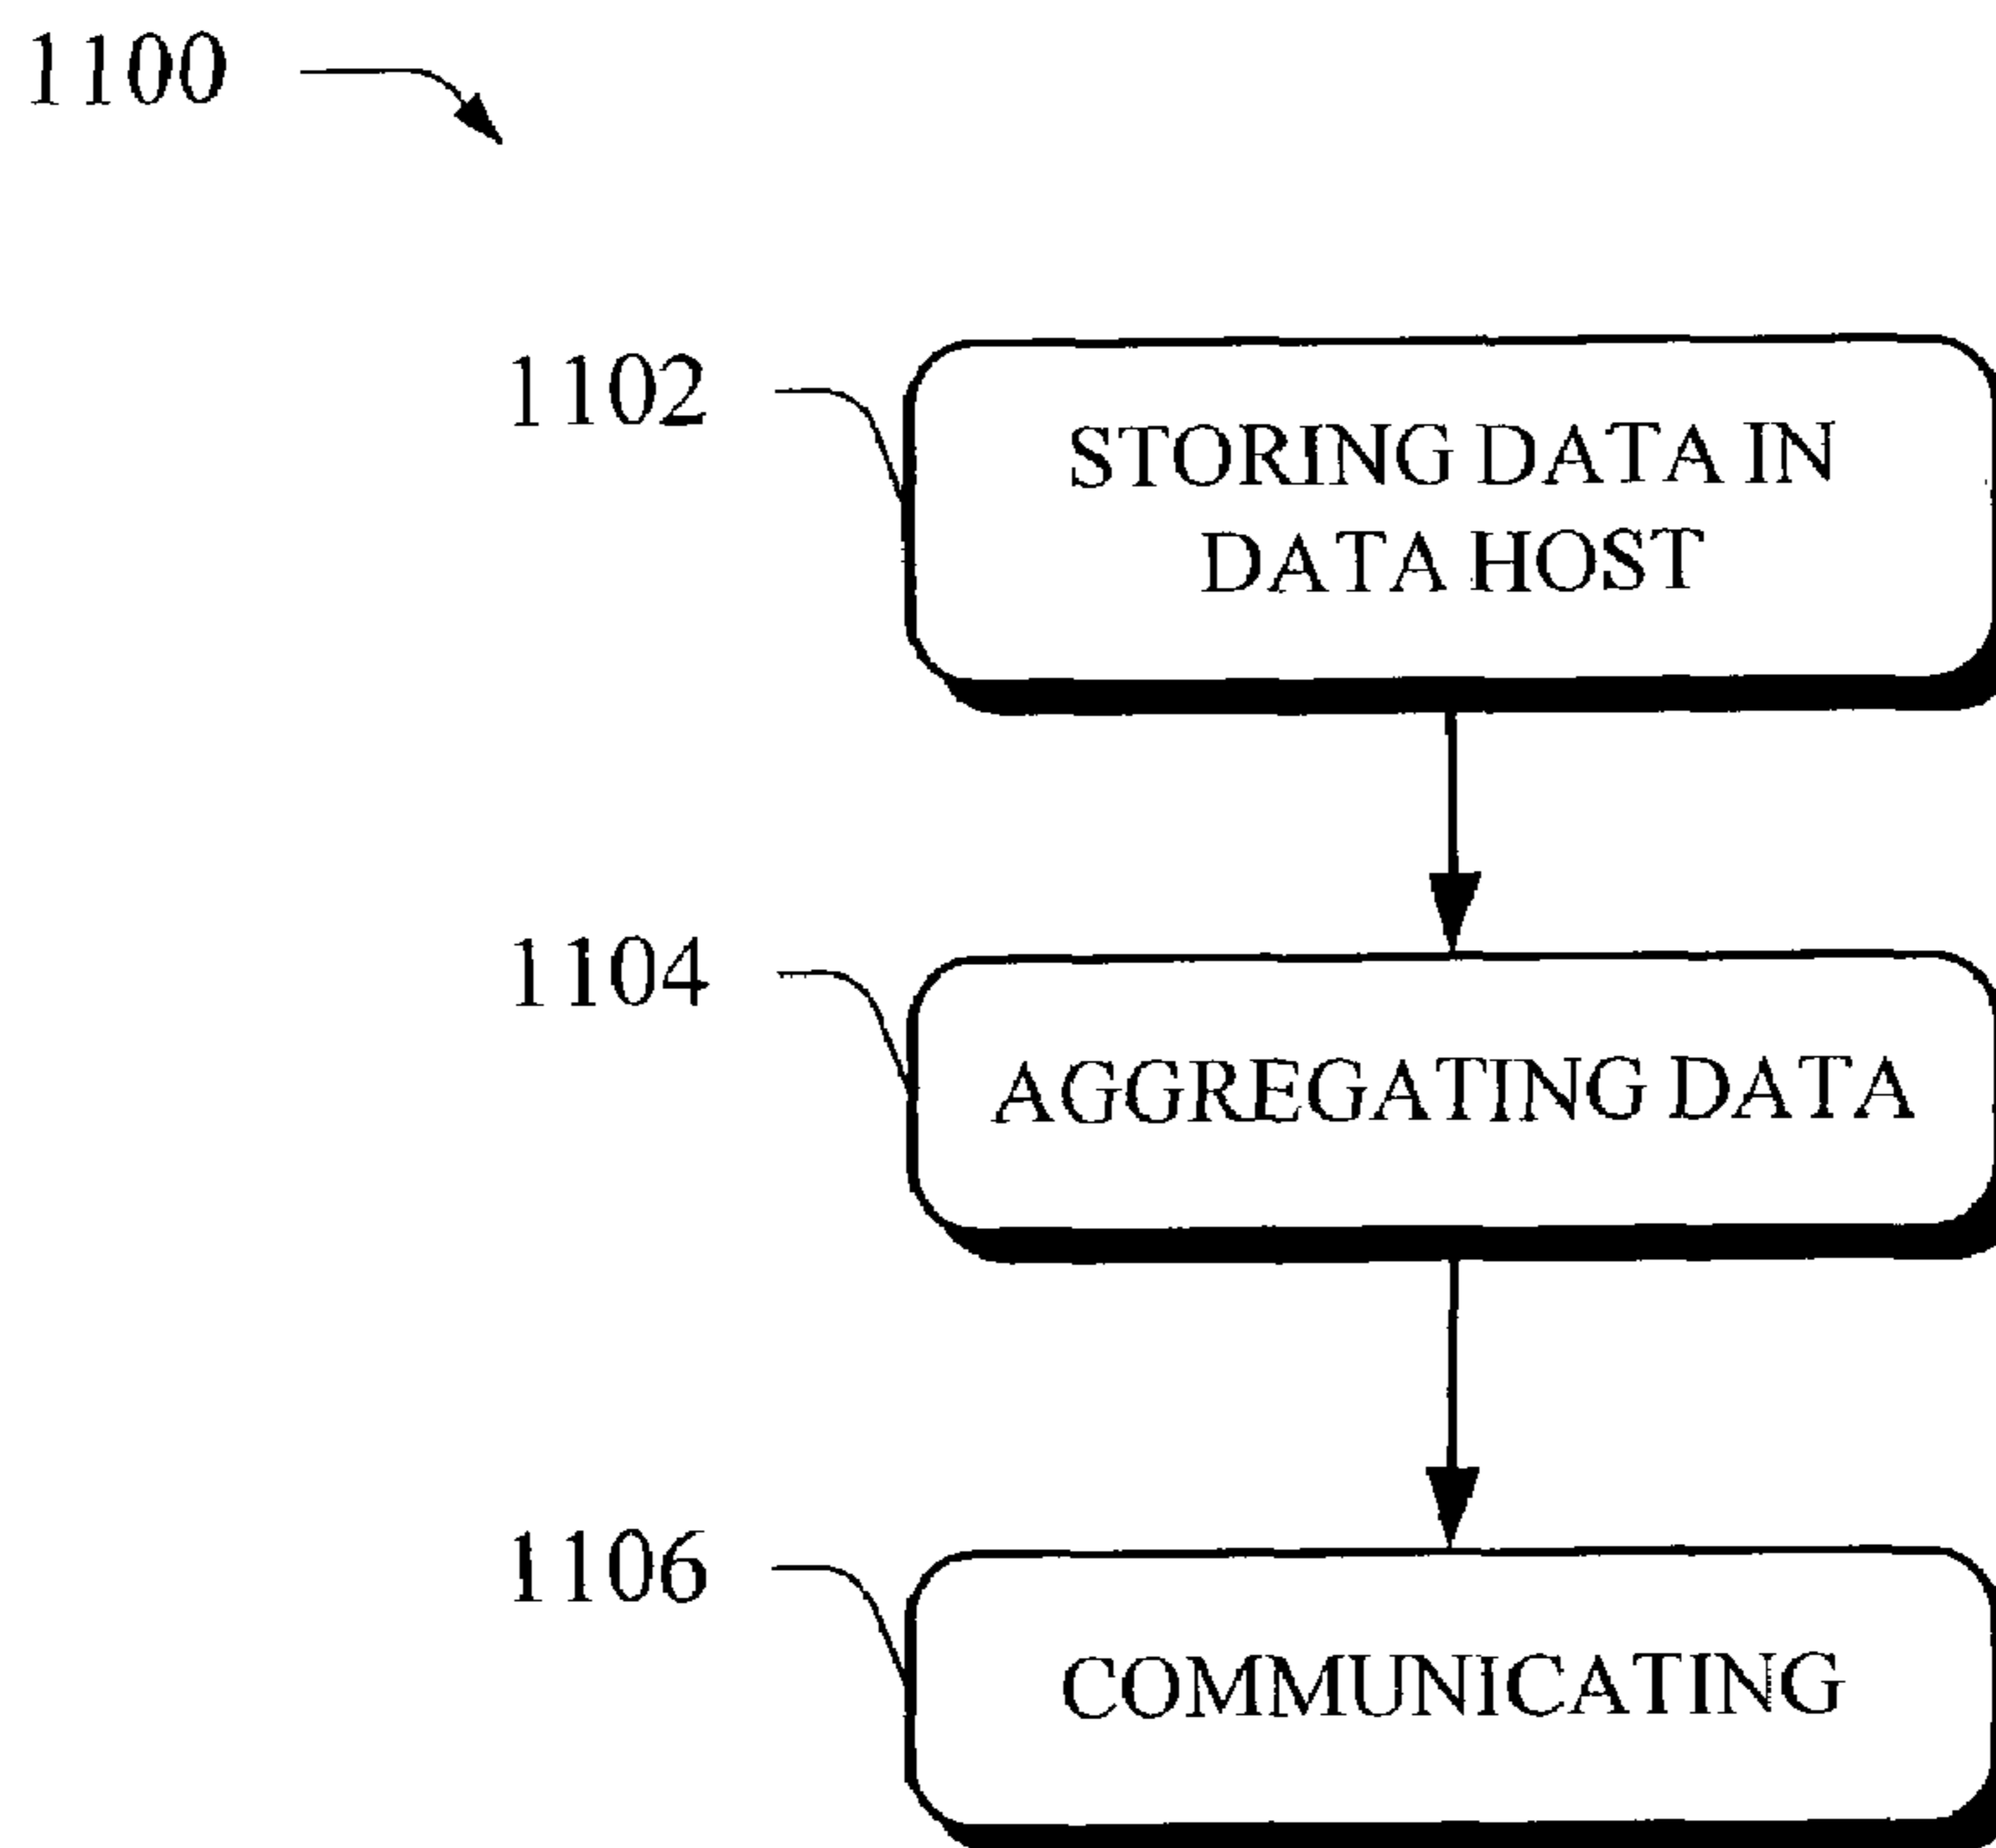 1100
1102
STORING DATA IN
DATA HOST
1104
AGGREGATING DATA
1106
COMMUNICATING